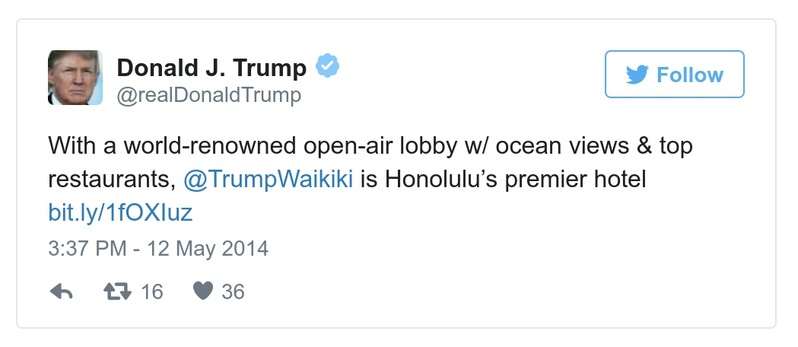 Donald J. Trump
@realDonaldTrump
Follow
With a world-renowned open-air lobby w/ ocean views & top
restaurants, @TrumpWaikiki is Honolulu’s premier hotel
bit.ly/1fOXIuz
3:37 PM - 12 May 2014
16 36